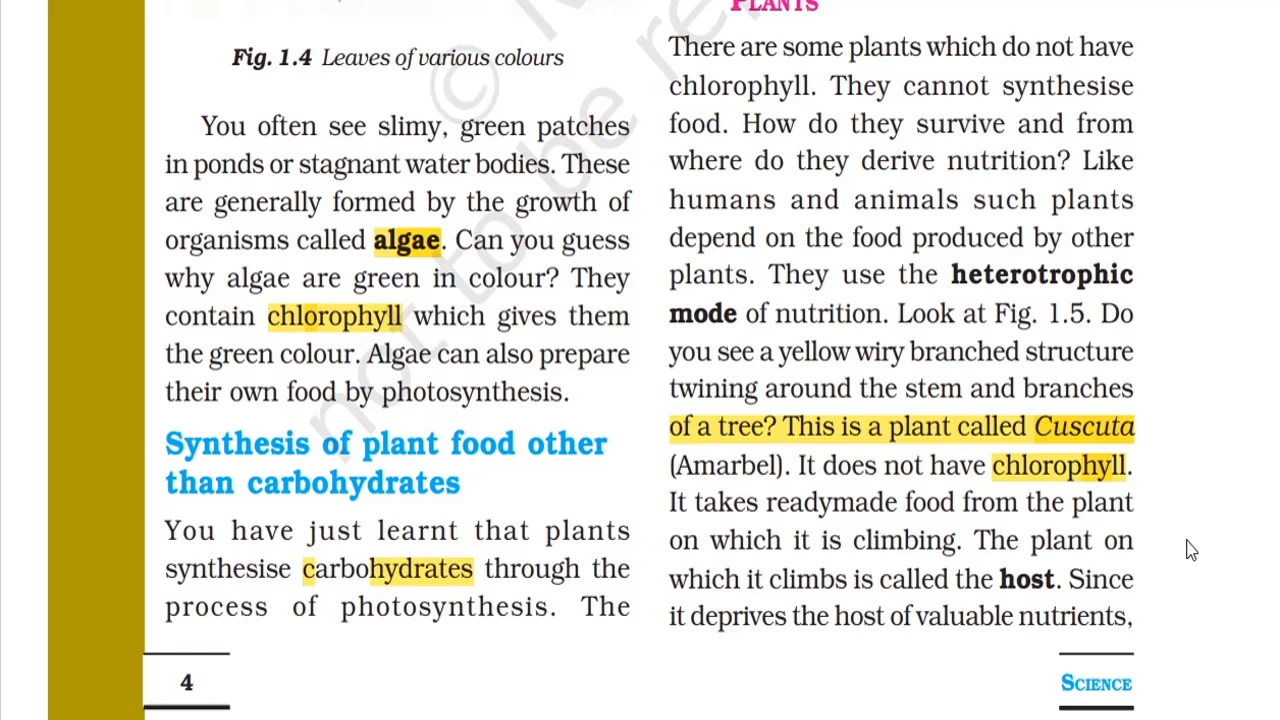 Fig. 1.4 Leaves of various colours
You often see slimy, green patches
in ponds or stagnant water bodies. These
are generally formed by the growth of
organisms called algae. Can you guess
why algae are green in colour? They
contain chlorophyll which gives them
the green colour. Algae can also prepare
their own food by photosynthesis.
Synthesis of plant food other
than carbohydrates
You have just learnt that plants
synthesise carbohydrates through the
process of photosynthesis. The
PLANTS
There are some plants which do not have
chlorophyll. They cannot synthesise
food. How do they survive and from
where do they derive nutrition? Like
humans and animals such plants
depend on the food produced by other
plants. They use the heterotrophic
mode of nutrition. Look at Fig. 1.5. Do
you see a yellow wiry branched structure
twining around the stem and branches
of a tree? This is a plant called Cuscuta
(Amarbel). It does not have chlorophyll.
It takes readymade food from the plant
on which it is climbing. The plant on
which it climbs is called the host. Since
it deprives the host of valuable nutrients,
4
SCIENCE
not to be re
©